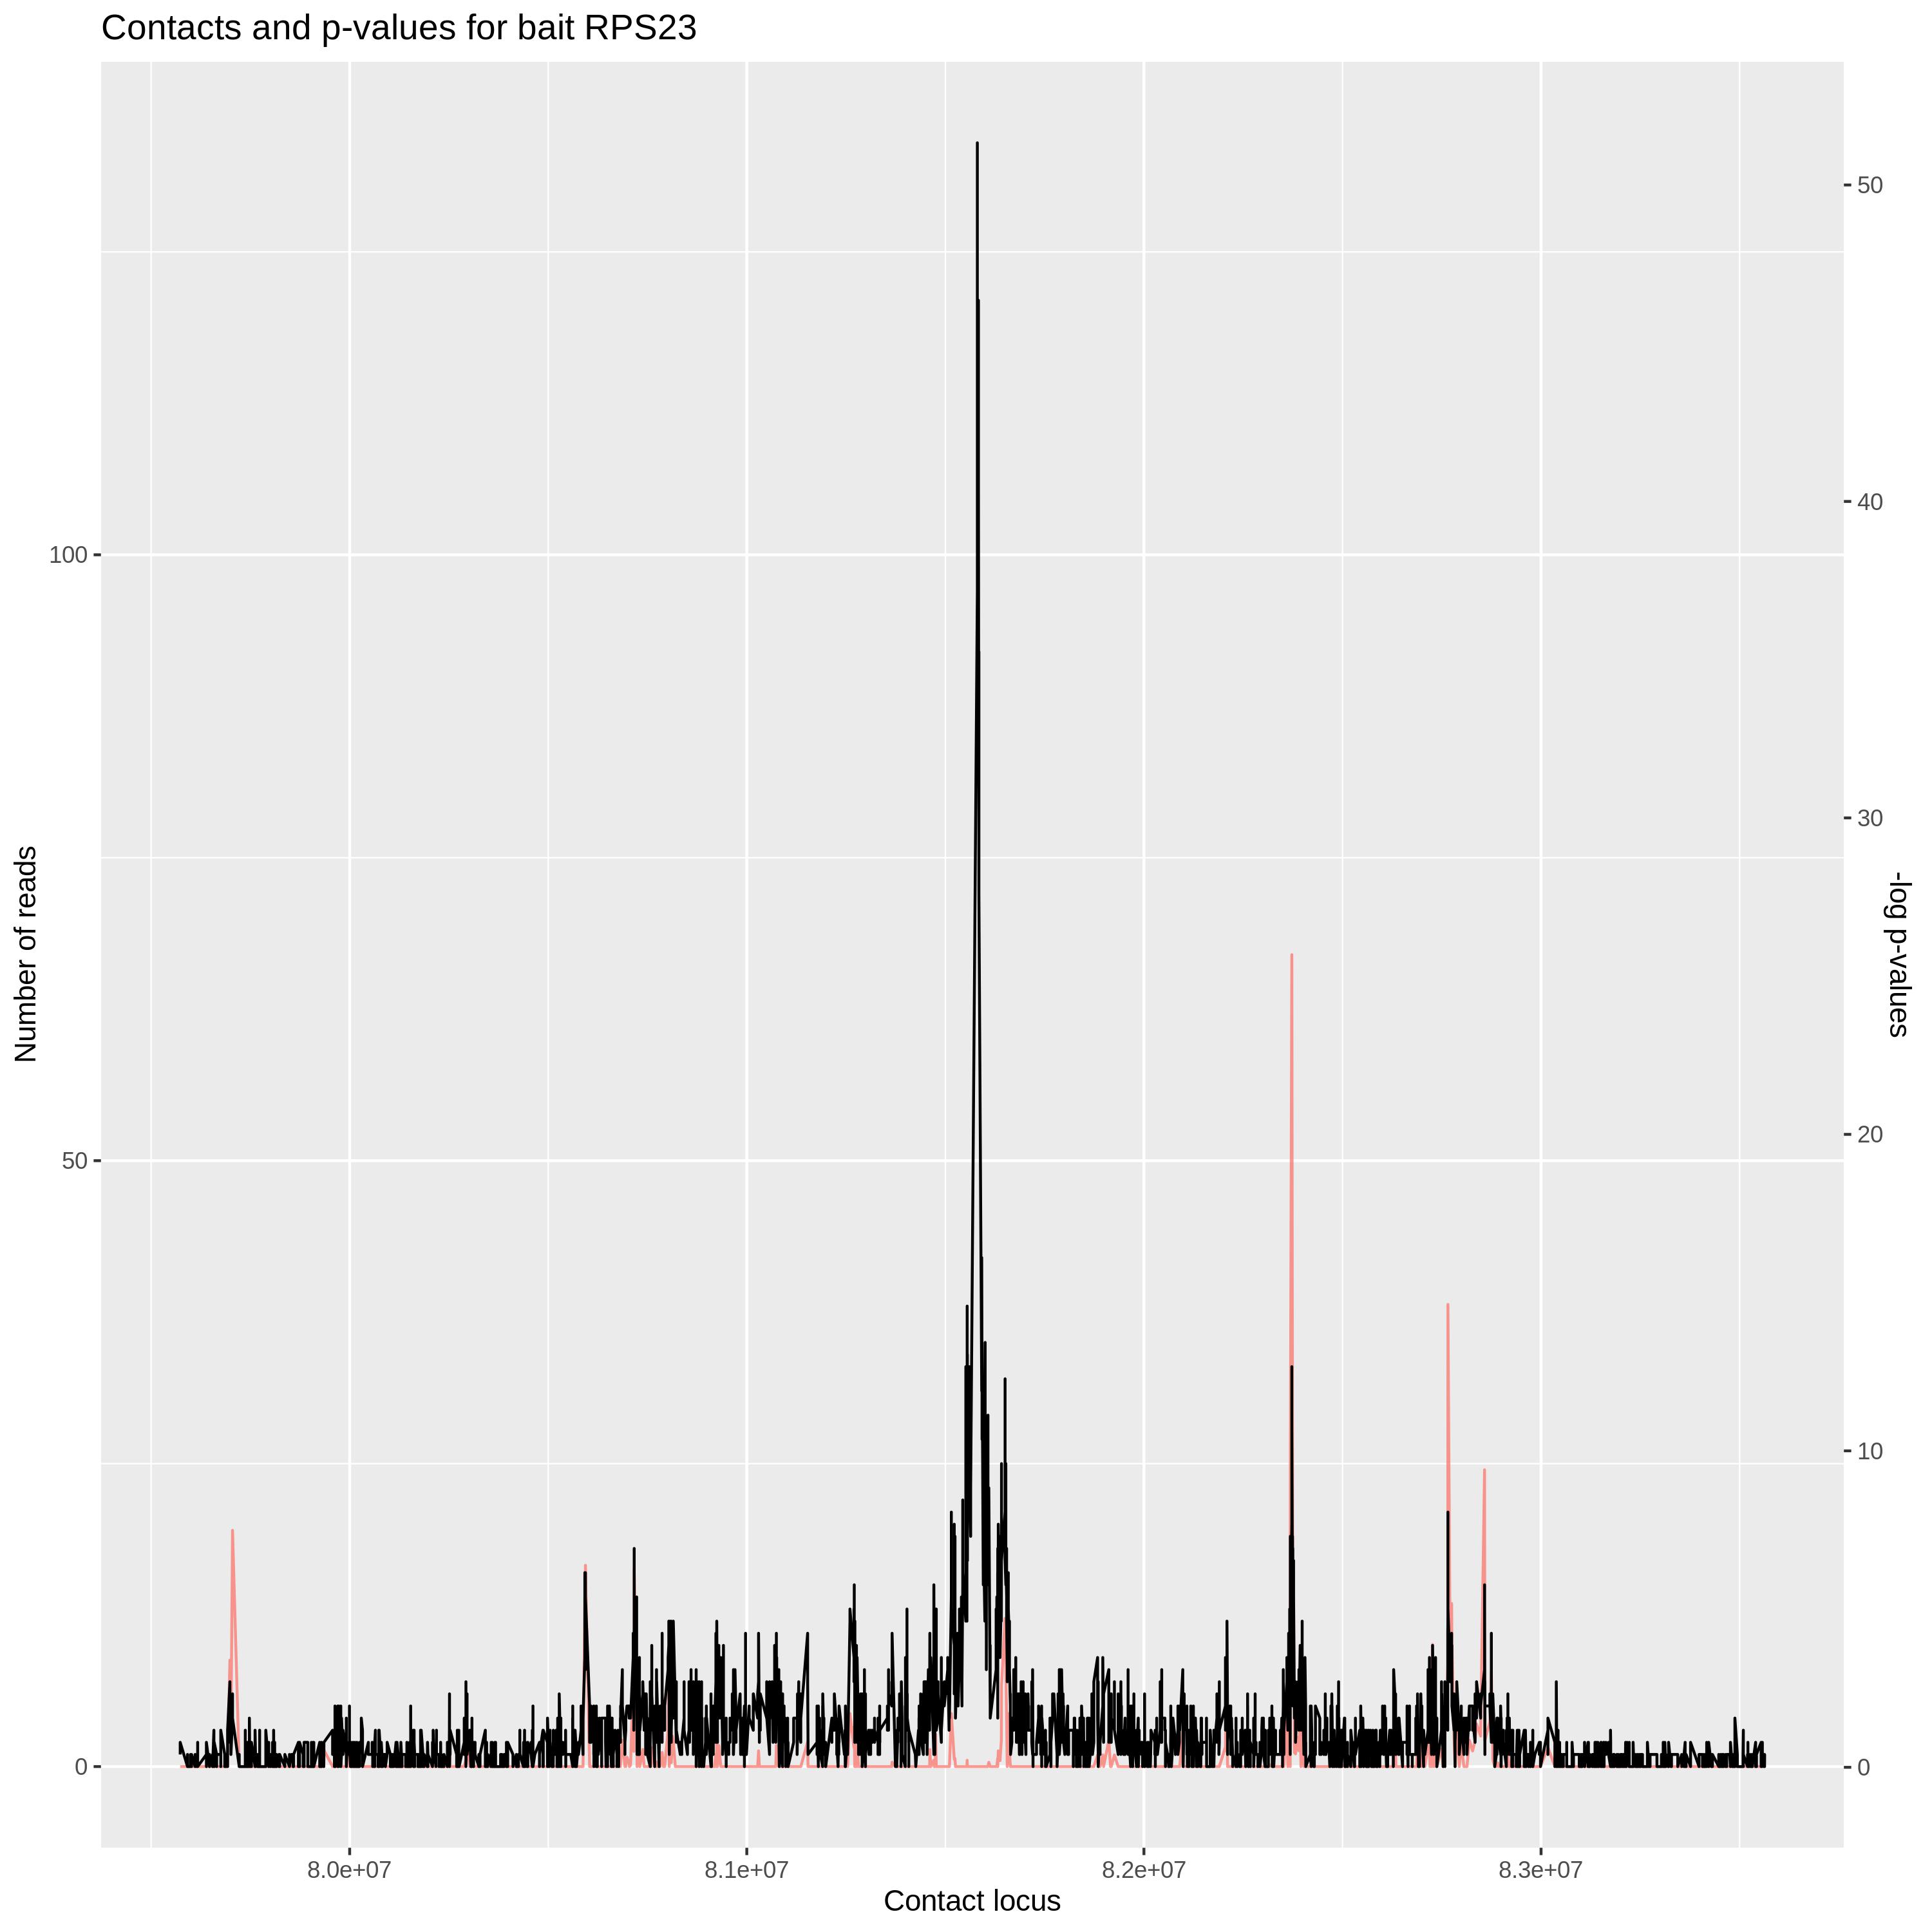 Contacts and p-values for bait RPS23
Number of reads
100
50
0
50
40
30
20
10
0
-log p-values
8.0e+07
8.1e+07
8.2e+07
8.3e+07
Contact locus